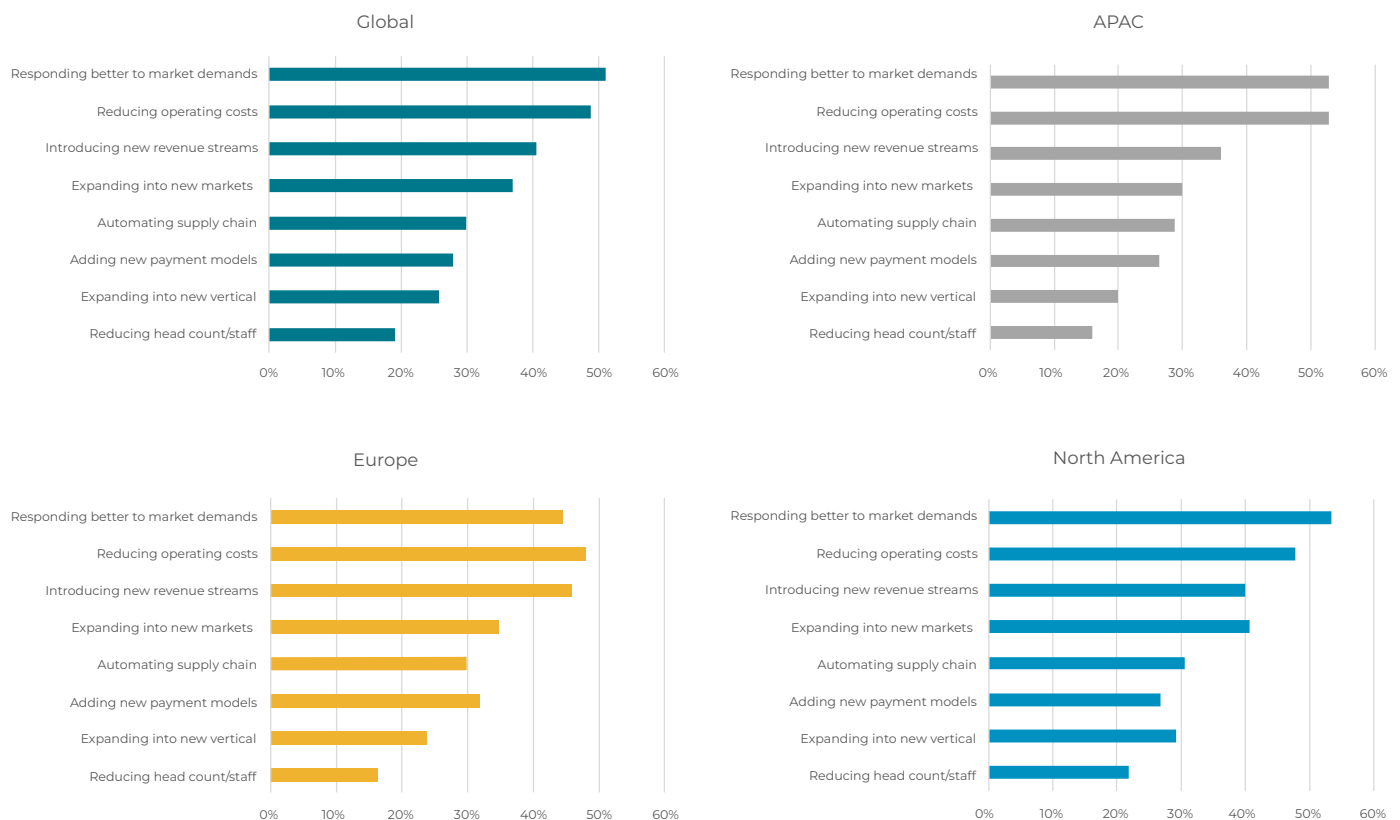 Global
Responding better to market demands
Reducing operating costs
Introducing new revenue streams
Expanding into new markets
Automating supply chain
Adding new payment models
Expanding into new vertical
Reducing head count/staff
0% 10% 20% 30% 40% 50% 60%
APAC
Responding better to market demands
Reducing operating costs
Introducing new revenue streams
Expanding into new markets
Automating supply chain
Adding new payment models
Expanding into new vertical
Reducing head count/staff
0% 10% 20% 30% 40% 50% 60%
Europe
Responding better to market demands
Reducing operating costs
Introducing new revenue streams
Expanding into new markets
Automating supply chain
Adding new payment models
Expanding into new vertical
Reducing head count/staff
0% 10% 20% 30% 40% 50% 60%
North America
Responding better to market demands
Reducing operating costs
Introducing new revenue streams
Expanding into new markets
Automating supply chain
Adding new payment models
Expanding into new vertical
Reducing head count/staff
0% 10% 20% 30% 40% 50% 60%